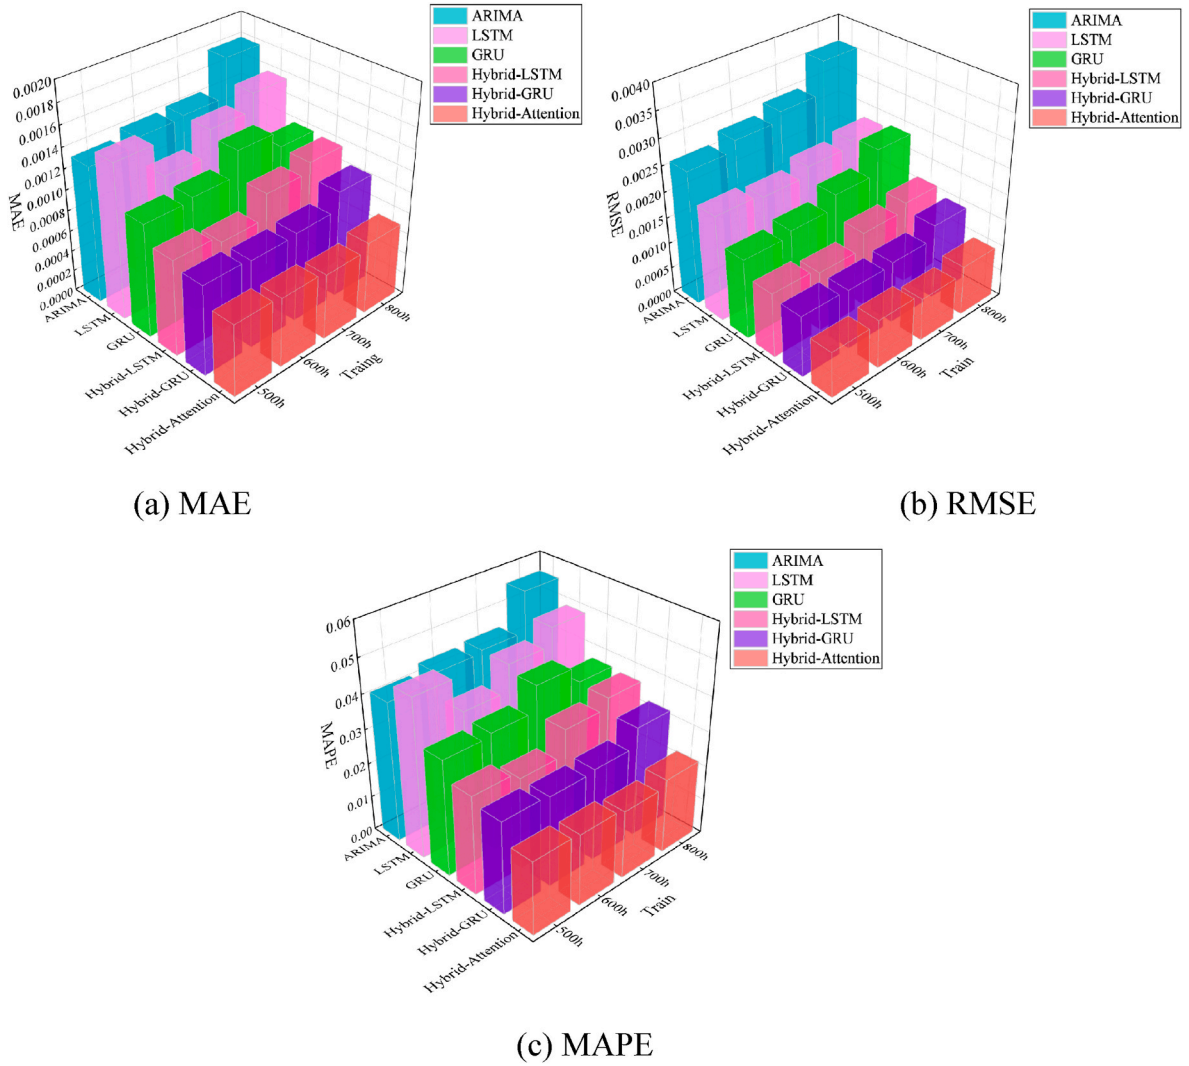 ARIMA
LSTM
GRU
Hybrid-LSTM
Hybrid-GRU
Hybrid-Attention
0.0020
0.0018
0.0016
0.0014
0.0012
0.0010
0.0008
0.0006
0.0004
0.0002
0.0000
MAE
ARIMA
LSTM
GRU
Hybrid-LSTM
Hybrid-GRU
Hybrid-Attention
500h
600h
700h
800h
Traing
(a) MAE
ARIMA
LSTM
GRU
Hybrid-LSTM
Hybrid-GRU
Hybrid-Attention
0.0040
0.0035
0.0030
0.0025
0.0020
0.0015
0.0010
0.0005
0.0000
RMSE
ARIMA
LSTM
GRU
Hybrid-LSTM
Hybrid-GRU
Hybrid-Attention
500h
600h
700h
800h
Train
(b) RMSE
ARIMA
LSTM
GRU
Hybrid-LSTM
Hybrid-GRU
Hybrid-Attention
0.06
0.05
0.04
0.03
0.02
0.01
0.00
MAPE
ARIMA
LSTM
GRU
Hybrid-LSTM
Hybrid-GRU
Hybrid-Attention
500h
600h
700h
800h
Train
(c) MAPE